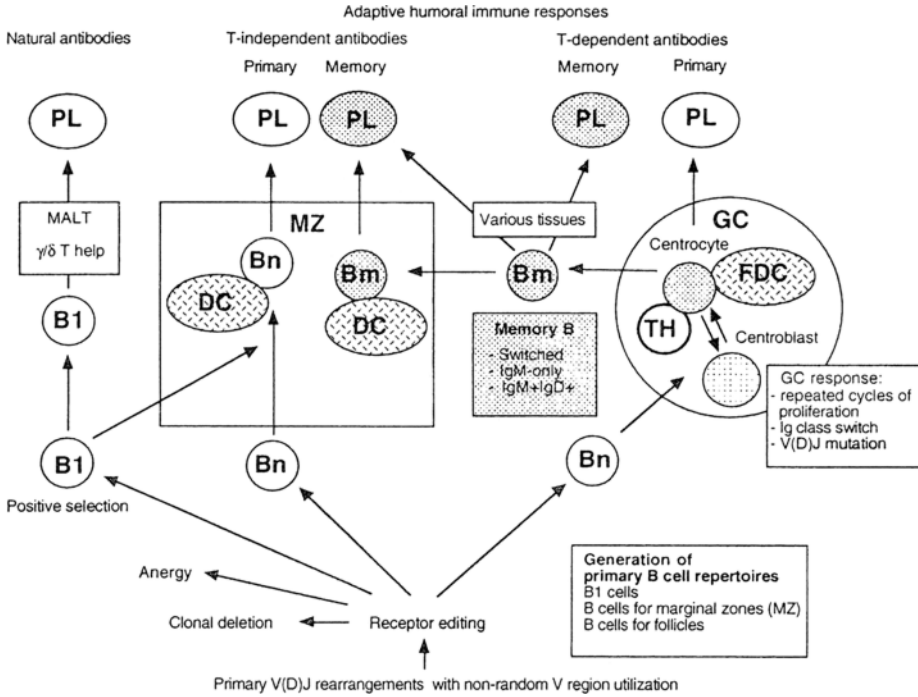 Adaptive humoral immune responses
Natural antibodies
T-independent antibodies
T-dependent antibodies
Primary
Memory
Memory
Primary
PL
PL
PL
PL
PL
MALT
γ/δ T help
MZ
Various tissues
GC
Centrocyte
Bn
Bm
Bm
FDC
DC
DC
B1
TH
Centroblast
Memory B
- Switched
- IgM-only
- IgM+IgD+
GC response:
- repeated cycles of
proliferation
- Ig class switch
- V(D)J mutation
B1
Bn
Bn
Positive selection
Anergy
Clonal deletion
Receptor editing
Generation of
primary B cell repertoires
B1 cells
B cells for marginal zones (MZ)
B cells for follicles
Primary V(D)J rearrangements with non-random V region utilization